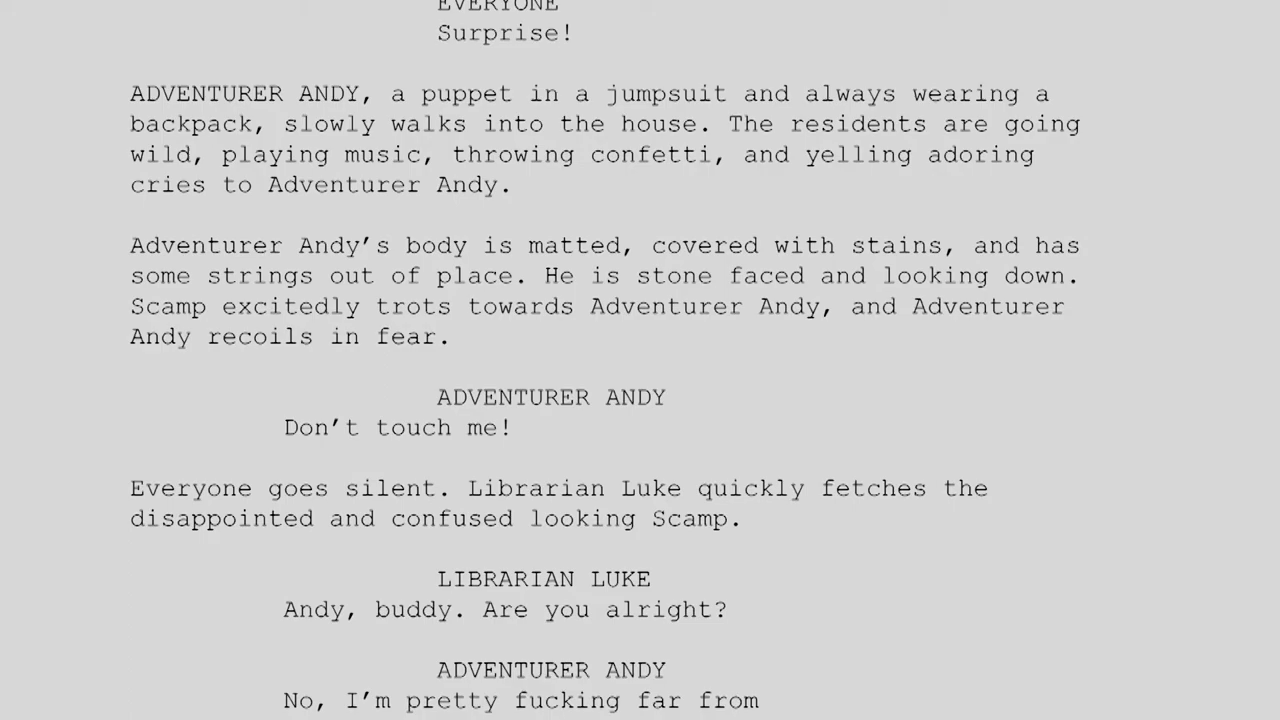 EVERYONE
Surprise!
ADVENTURER ANDY, a puppet in a jumpsuit and always wearing a
backpack, slowly walks into the house. The residents are going
wild, playing music, throwing confetti, and yelling adoring
cries to Adventurer Andy.
Adventurer Andy’s body is matted, covered with stains, and has
some strings out of place. He is stone faced and looking down.
Scamp excitedly trots towards Adventurer Andy, and Adventurer
Andy recoils in fear.
ADVENTURER ANDY
Don’t touch me!
Everyone goes silent. Librarian Luke quickly fetches the
disappointed and confused looking Scamp.
LIBRARIAN LUKE
Andy, buddy. Are you alright?
ADVENTURER ANDY
No, I’m pretty fucking far from